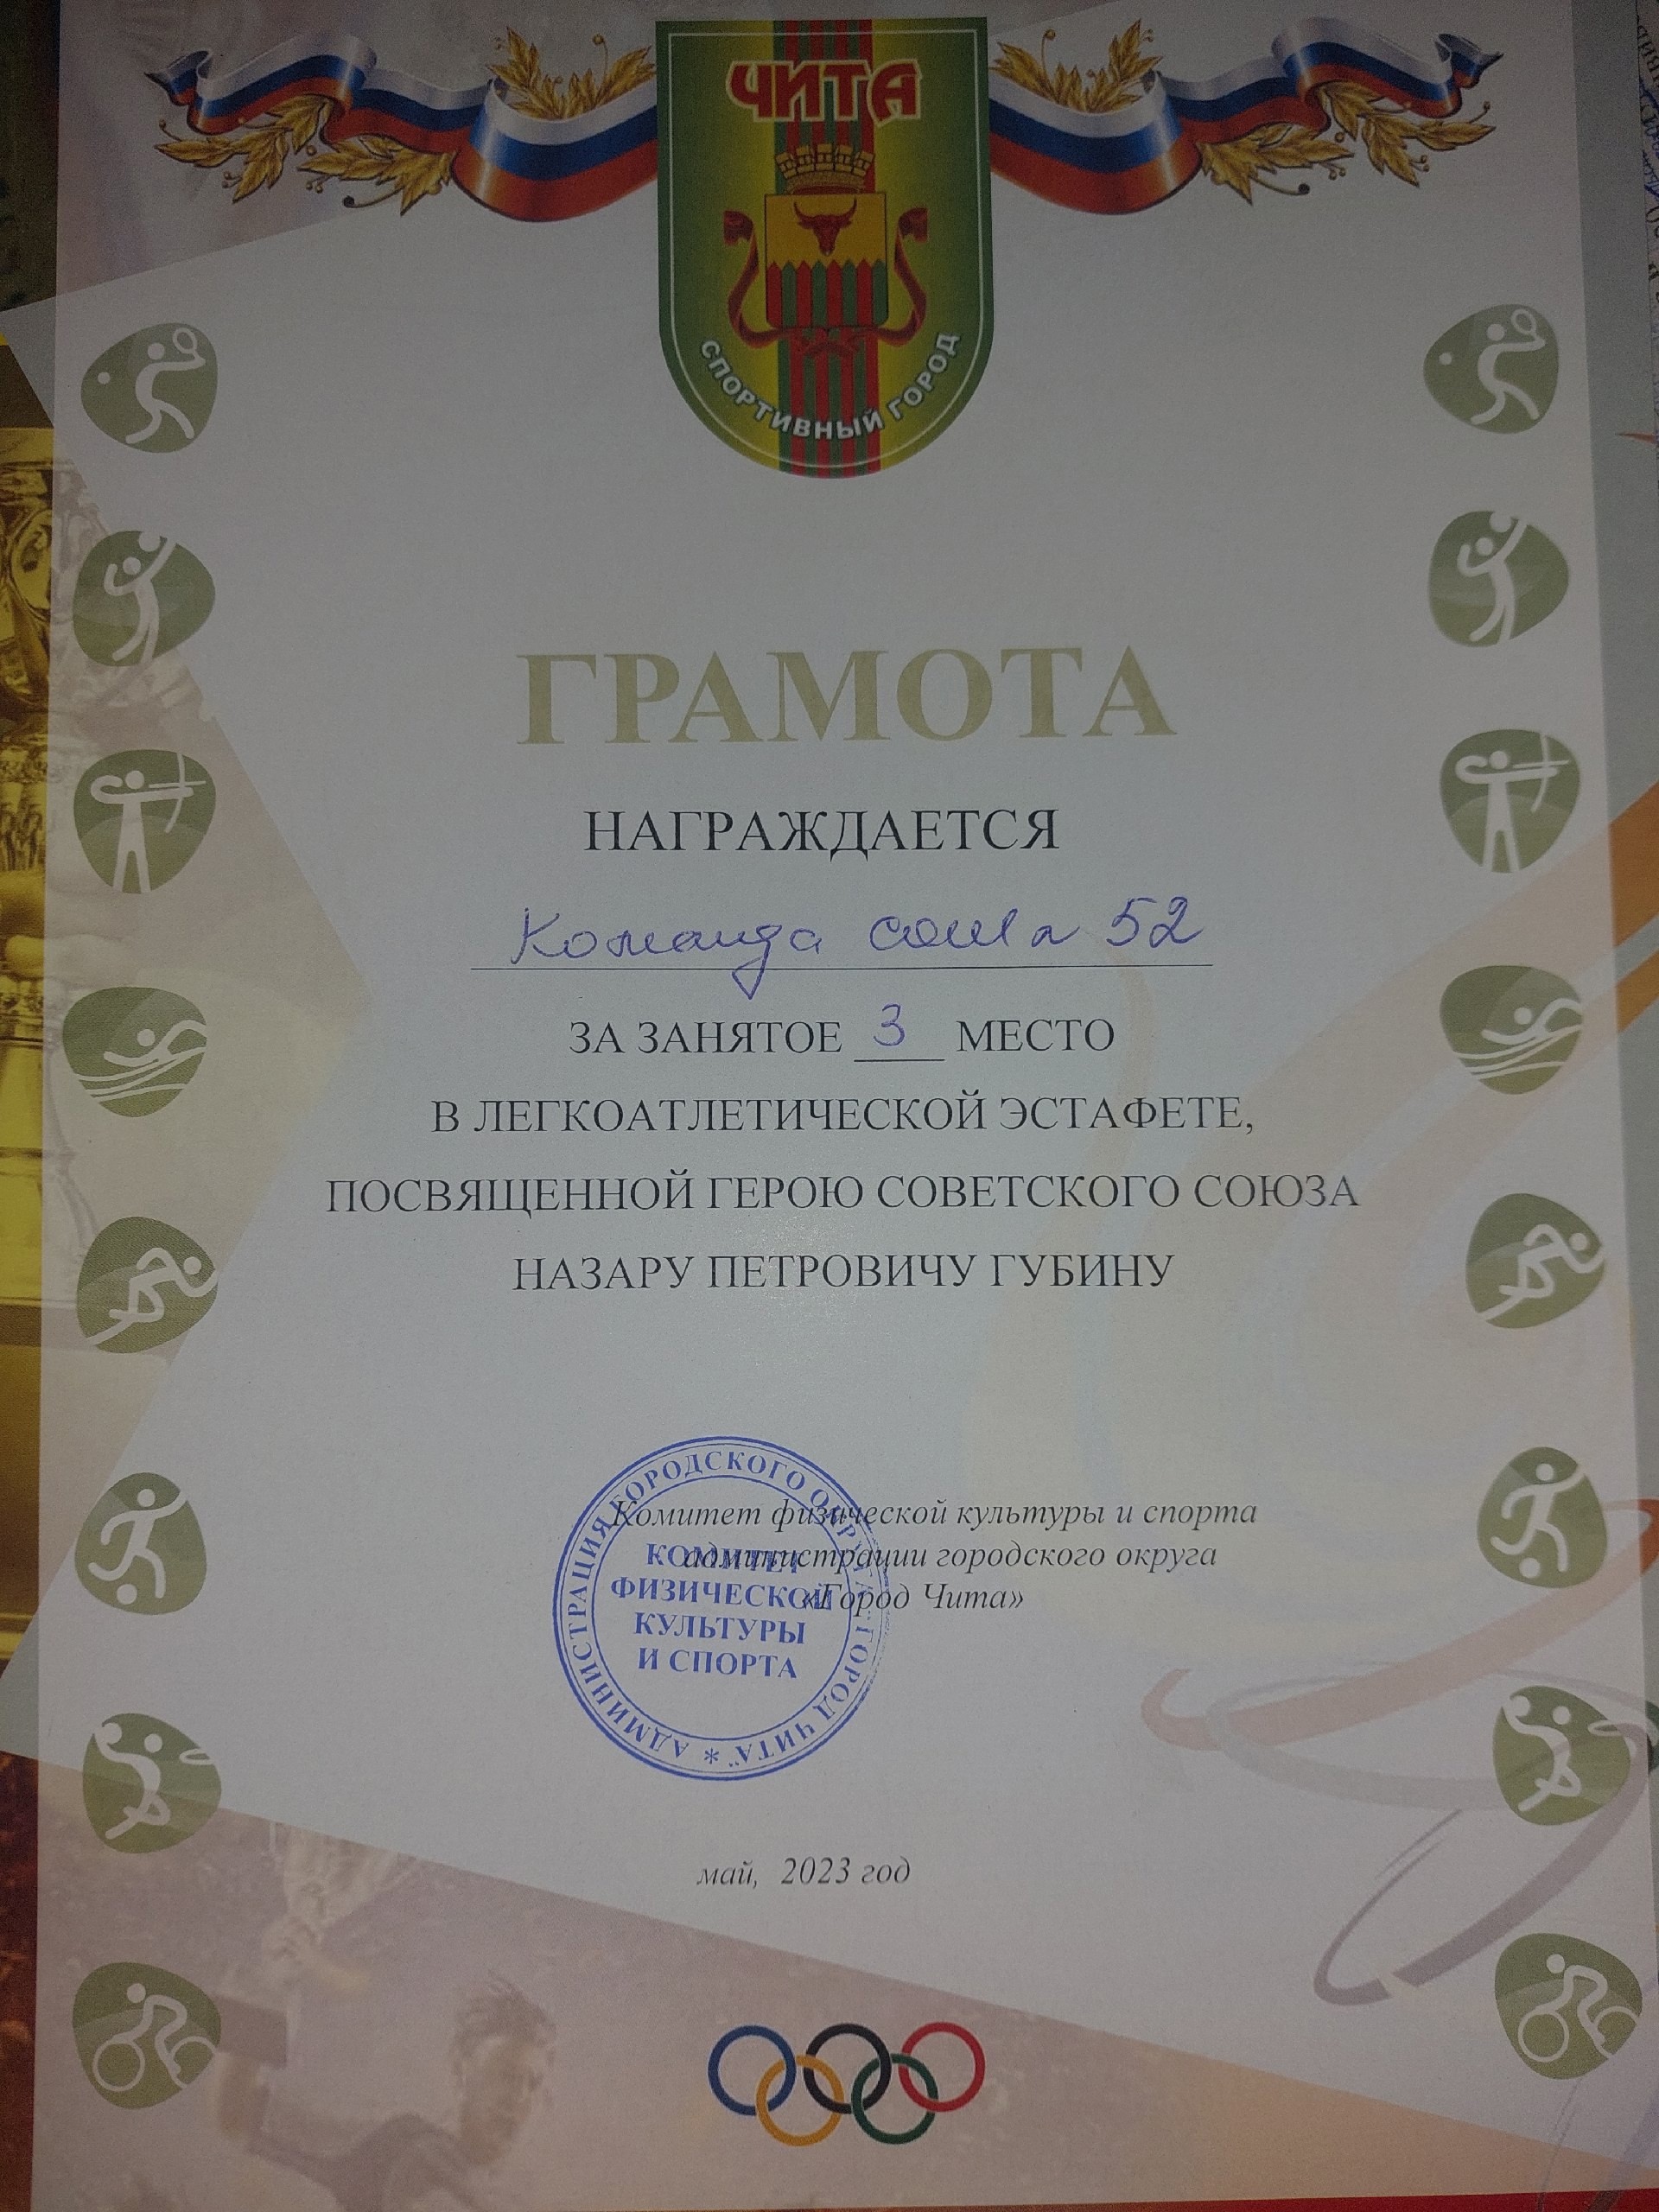 ЧИТА
СПОРТИВНЫЙ ГОРОД
ГРАМОТА
НАГРАЖДАЕТСЯ
Команда сош 52
ЗА ЗАНЯТОЕ 3 МЕСТО
В ЛЕГКОАТЛЕТИЧЕСКОЙ ЭСТАФЕТЕ,
ПОСВЯЩЕННОЙ ГЕРОЮ СОВЕТСКОГО СОЮЗА
НАЗАРУ ПЕТРОВИЧУ ГУБИНУ
Комитет физической культуры и спорта
администрации городского округа
«Город Чита»
АДМИНИСТРАЦИЯ ГОРОДСКОГО ОКРУГА "ГОРОД ЧИТА" *
КОМИТЕТ
ФИЗИЧЕСКОЙ
КУЛЬТУРЫ
И СПОРТА
май, 2023 год